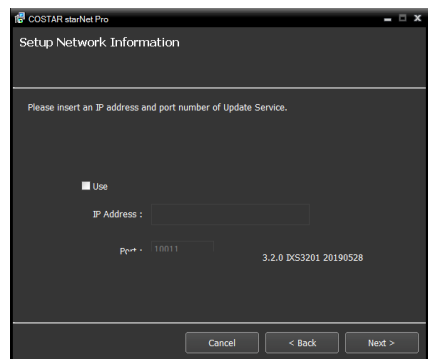 COSTAR starNet Pro
Setup Network Information
Please insert an IP address and port number of Update Service.
Use
IP Address :
Port : 10011
3.2.0 IXS3201 20190528
Cancel < Back Next >